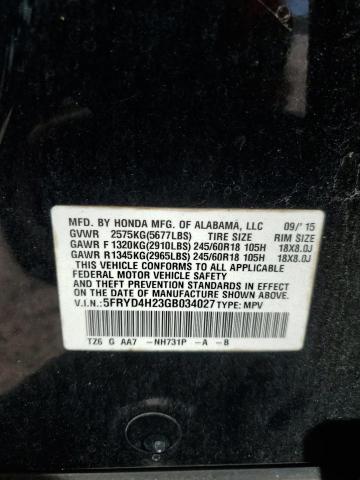 MFD. BY HONDA MFG. OF ALABAMA, LLC 09/'15
GVWR 2575KG(5677LBS) TIRE SIZE RIM SIZE
GAWR F 1320KG(2910LBS) 245/60R18 105H 18X8.0J
GAWR R1345KG(2965LBS) 245/60R18 105H 18X8.0J
THIS VEHICLE CONFORMS TO ALL APPLICABLE
FEDERAL MOTOR VEHICLE SAFETY
AND THEFT PREVENTION STANDARDS IN EFFECT
ON THE DATE OF MANUFACTURE SHOWN ABOVE.
V.I.N.: 5FRYD4H23GB034027 TYPE: MPV
TZ6 G AA7 -NH731P -A -8